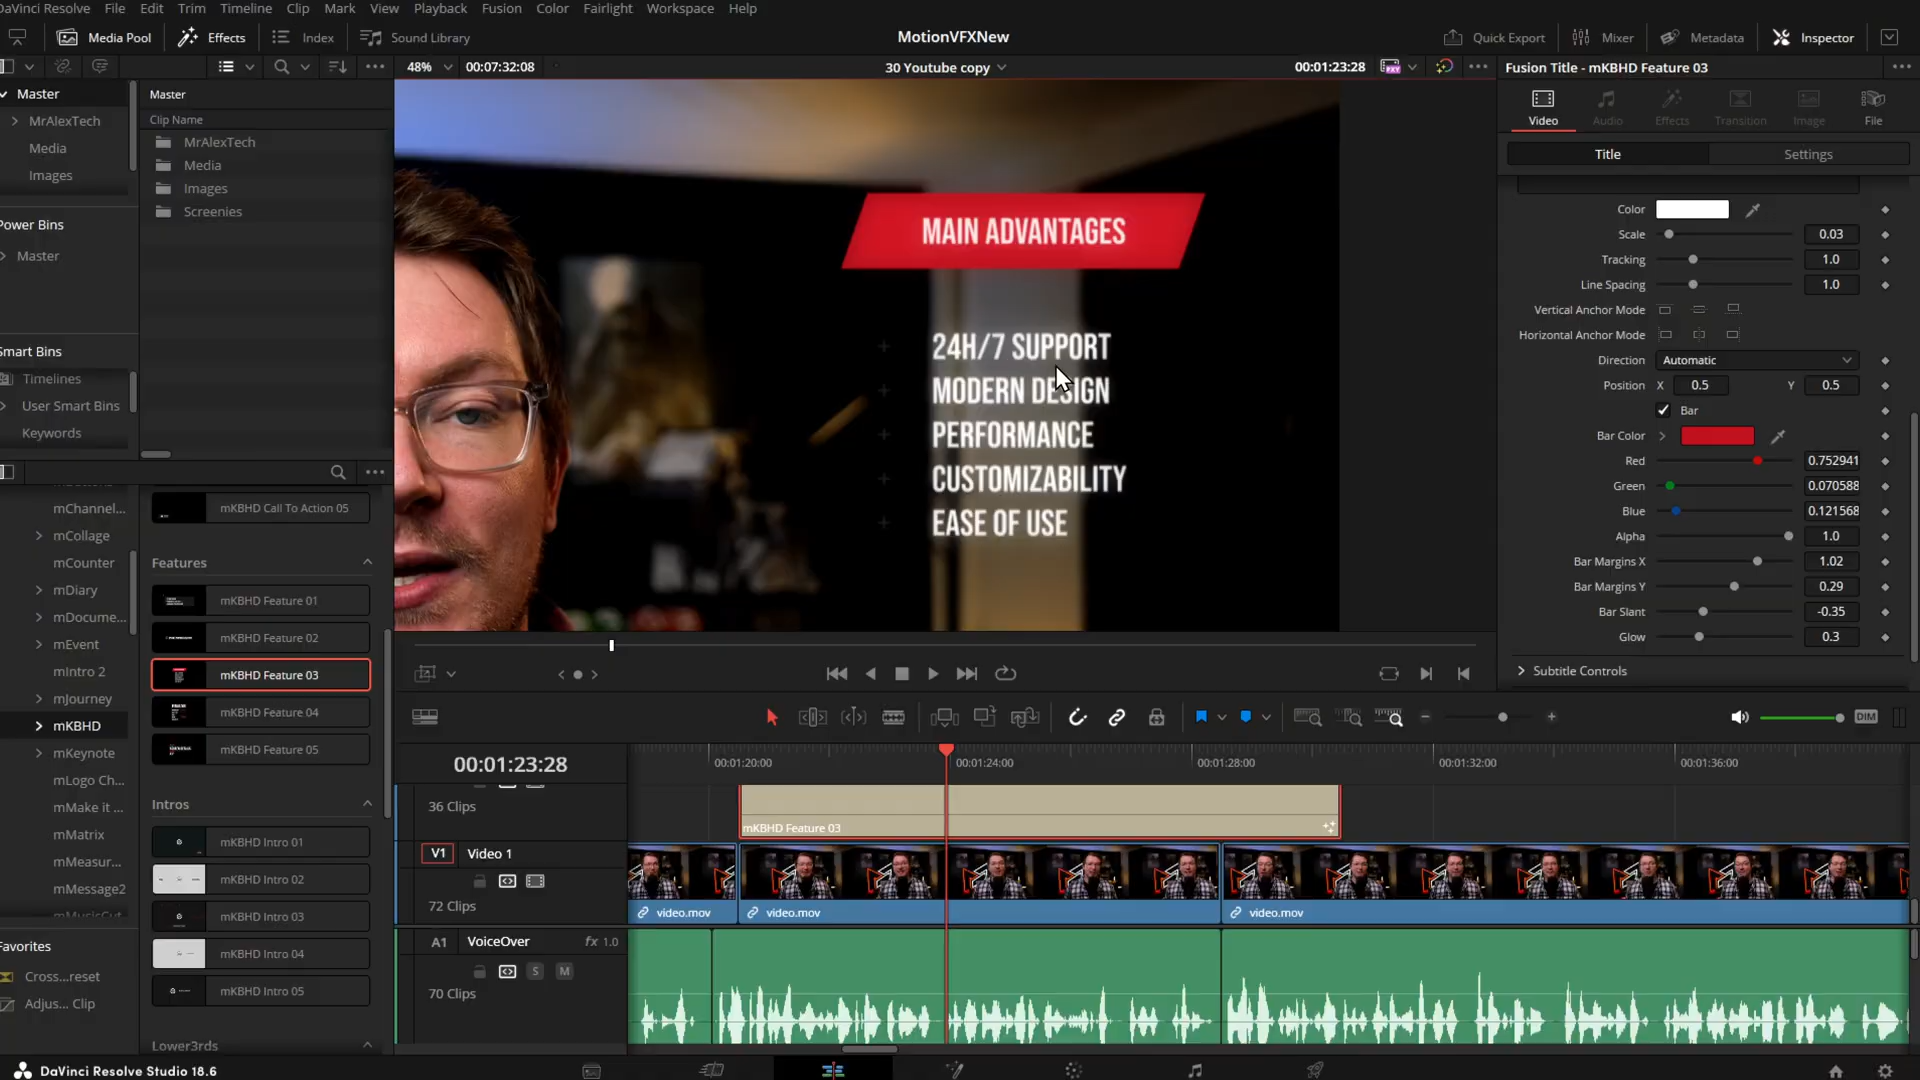 DaVinci Resolve File Edit Trim Timeline Clip Mark View Playback Fusion Color Fairlight Workspace Help
Media Pool Effects Index Sound Library MotionVFXNew Quick Export Mixer Metadata Inspector
48% 00:07:32:08 30 Youtube copy 00:01:23:28 Fusion Title - mKBHD Feature 03
Master
MrAlexTech
Media
Images
Power Bins
Master
Smart Bins
Timelines
User Smart Bins
Keywords
Master
Clip Name
MrAlexTech
Media
Images
Screenies
mChannel...
mCollage
mCounter
mDiary
mDocume...
mEvent
mIntro 2
mJourney
mKBHD
mKeynote
mLogo Ch...
mMake it ...
mMatrix
mMeasur...
mMessage2
Favorites
Cross...reset
Adjus... Clip
mKBHD Call To Action 05
Features
mKBHD Feature 01
mKBHD Feature 02
mKBHD Feature 03
mKBHD Feature 04
mKBHD Feature 05
Intros
mKBHD Intro 01
mKBHD Intro 02
mKBHD Intro 03
mKBHD Intro 04
mKBHD Intro 05
Lower3rds
MAIN ADVANTAGES
24H/7 SUPPORT
MODERN DESIGN
PERFORMANCE
CUSTOMIZABILITY
EASE OF USE
Video Audio Effects Transition Image File
Title Settings
Color
Scale 0.03
Tracking 1.0
Line Spacing 1.0
Vertical Anchor Mode
Horizontal Anchor Mode
Direction Automatic
Position X 0.5 Y 0.5
Bar
Bar Color
Red 0.752941
Green 0.070588
Blue 0.121568
Alpha 1.0
Bar Margins X 1.02
Bar Margins Y 0.29
Bar Slant -0.35
Glow 0.3
Subtitle Controls
DIM
00:01:23:28 00:01:20:00 00:01:24:00 00:01:28:00 00:01:32:00 00:01:36:00
36 Clips
mKBHD Feature 03
V1 Video 1
72 Clips
video.mov video.mov video.mov
A1 VoiceOver fx 1.0
S M
70 Clips
DaVinci Resolve Studio 18.6